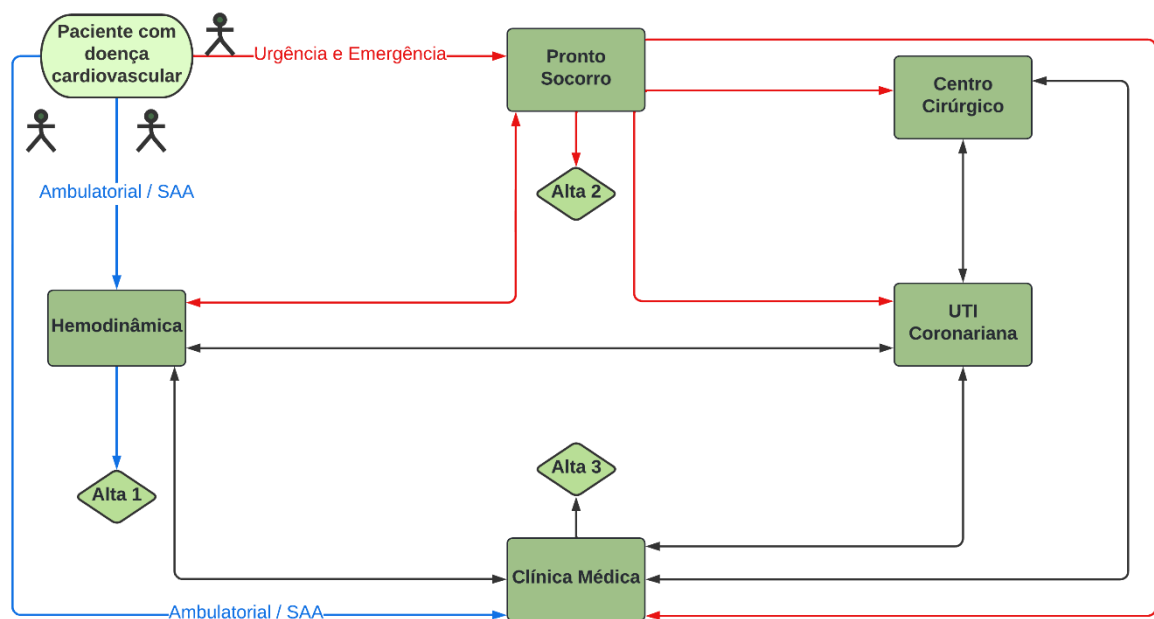 Paciente com
doença
cardiovascular
Urgência e Emergência
Pronto
Socorro
Centro
Cirúrgico
Alta 2
Ambulatorial / SAA
Hemodinâmica
UTI
Coronariana
Alta 3
Alta 1
Clínica Médica
Ambulatorial / SAA